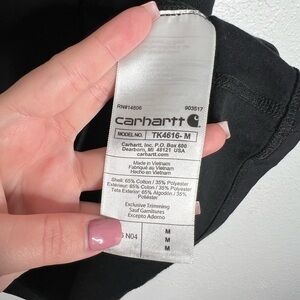 RN#14806 903517
carhartt
MODEL NO. TK4616- M
Carhartt, Inc. P.O. Box 600
Dearborn, MI 48121 USA
carhartt.com
Made in Vietnam
Fabriqué au Vietnam
Hecho en Vietnam
Shell: 65% Cotton / 35% Polyester
Extérieur: 65% Coton / 35% Polyester
Tela Exterior: 65% Algodón / 35%
Poliéster
Exclusive Trimming
Sauf Garnitures
Excepto Adorno
N04 M
M
M